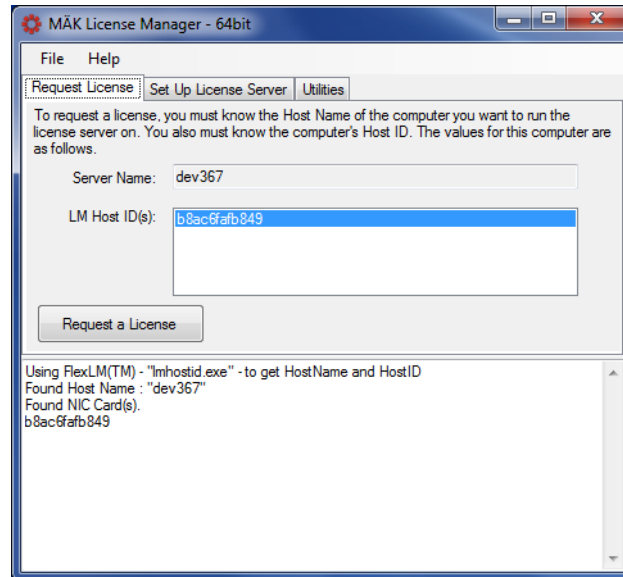 MÄK License Manager - 64bit
File Help
Request License Set Up License Server Utilities
To request a license, you must know the Host Name of the computer you want to run the
license server on. You also must know the computer's Host ID. The values for this computer are
as follows.
Server Name: dev367
LM Host ID(s): b8ac6fafb849
Request a License
Using FlexLM(TM) - "lmhostid.exe" - to get HostName and HostID
Found Host Name : "dev367"
Found NIC Card(s).
b8ac6fafb849